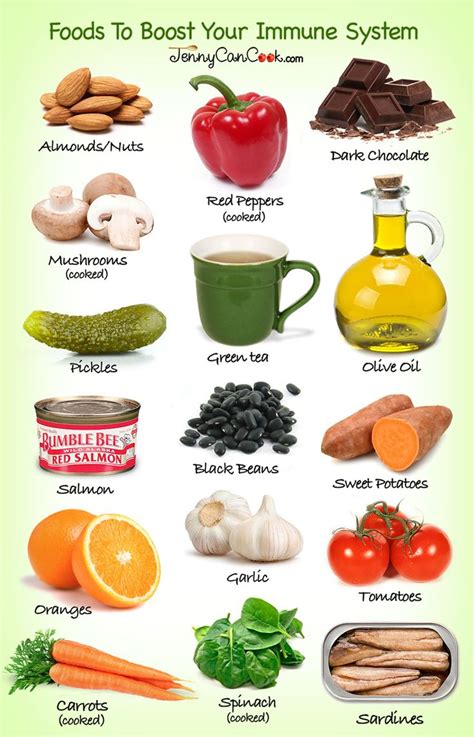 Foods To Boost Your Immune System
JennyCanCook.com
Almonds/Nuts
Red Peppers
(cooked)
Dark Chocolate
Mushrooms
(cooked)
Green tea
Olive Oil
Pickles
BUMBLE BEE
WILD ALASKA
RED SALMON
Salmon
Black Beans
Sweet Potatoes
Oranges
Garlic
Tomatoes
Carrots
(cooked)
Spinach
(cooked)
Sardines